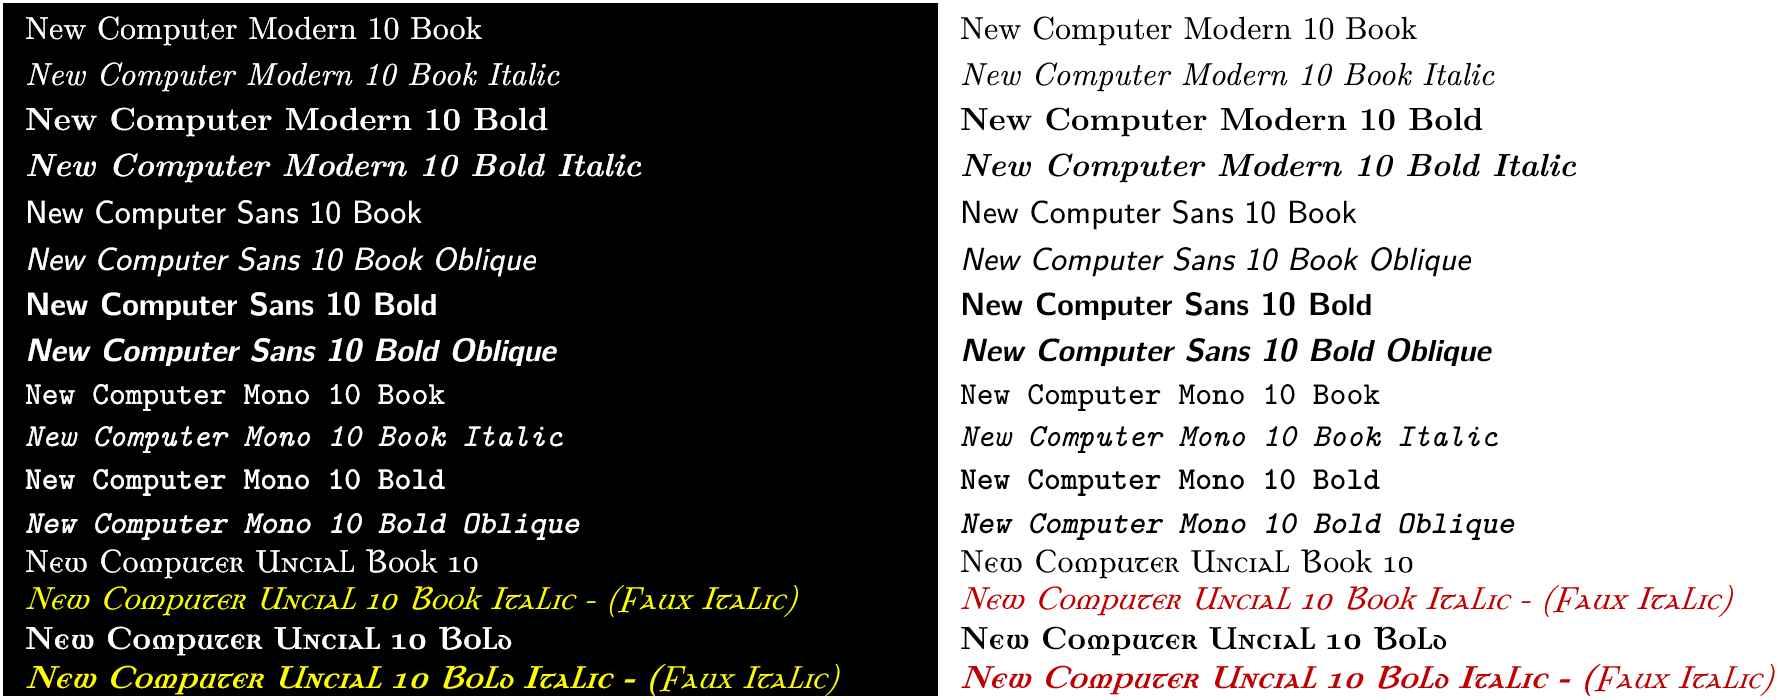 New Computer Modern 10 Book
New Computer Modern 10 Book Italic
New Computer Modern 10 Bold
New Computer Modern 10 Bold Italic
New Computer Sans 10 Book
New Computer Sans 10 Book Oblique
New Computer Sans 10 Bold
New Computer Sans 10 Bold Oblique
New Computer Mono 10 Book
New Computer Mono 10 Book Italic
New Computer Mono 10 Bold
New Computer Mono 10 Bold Oblique
New Computer Uncial Book 10
New Computer Uncial 10 Book Italic - (Faux Italic)
New Computer Uncial 10 Bold
New Computer Uncial 10 Bold Italic - (Faux Italic)
New Computer Modern 10 Book
New Computer Modern 10 Book Italic
New Computer Modern 10 Bold
New Computer Modern 10 Bold Italic
New Computer Sans 10 Book
New Computer Sans 10 Book Oblique
New Computer Sans 10 Bold
New Computer Sans 10 Bold Oblique
New Computer Mono 10 Book
New Computer Mono 10 Book Italic
New Computer Mono 10 Bold
New Computer Mono 10 Bold Oblique
New Computer Uncial Book 10
New Computer Uncial 10 Book Italic - (Faux Italic)
New Computer Uncial 10 Bold
New Computer Uncial 10 Bold Italic - (Faux Italic)